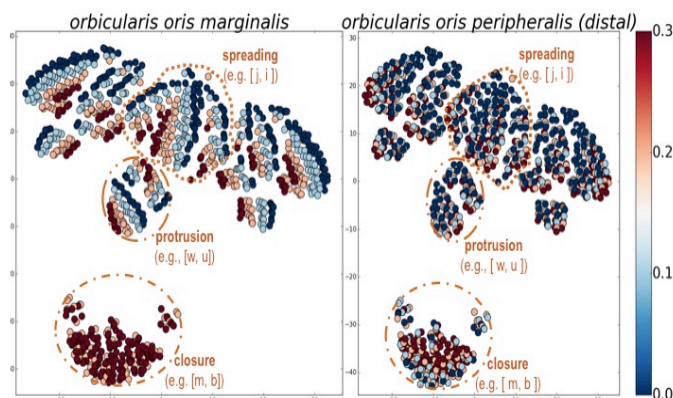 orbicularis oris marginalis
spreading
(e.g. [ j, i ])
protrusion
(e.g., [w, u])
closure
(e.g. [m, b])
orbicularis oris peripheralis (distal)
30
20
10
0
−10
−20
−30
−40
spreading
(e.g. [ j, i ])
protrusion
(e.g., [ w, u ])
closure
(e.g. [ m, b ])
0.3
0.2
0.1
0.0